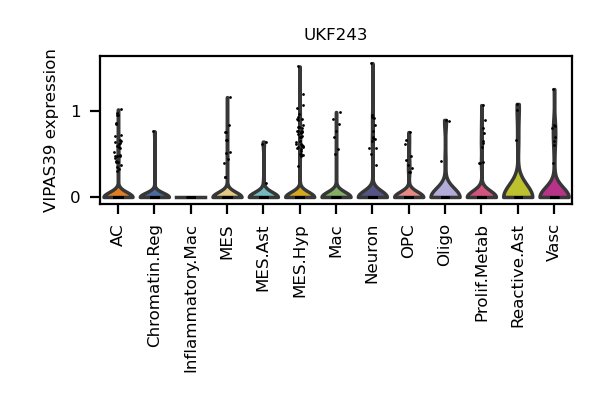 UKF243
VIPAS39 expression
1
0
AC
Chromatin.Reg
Inflammatory.Mac
MES
MES.Ast
MES.Hyp
Mac
Neuron
OPC
Oligo
Prolif.Metab
Reactive.Ast
Vasc